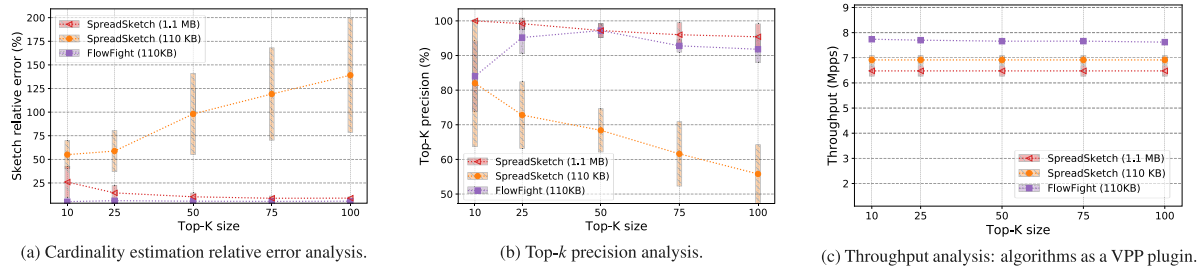 Sketch relative error (%)
200
175
150
125
100
75
50
25
SpreadSketch (1.1 MB)
SpreadSketch (110 KB)
FlowFight (110KB)
10 25 50 75 100
Top-K size
(a) Cardinality estimation relative error analysis.
Top-K precision (%)
100
90
80
70
60
50
SpreadSketch (1.1 MB)
SpreadSketch (110 KB)
FlowFight (110KB)
10 25 50 75 100
Top-K size
(b) Top-k precision analysis.
Throughput (Mpps)
9
8
7
6
5
4
3
2
SpreadSketch (1.1 MB)
SpreadSketch (110 KB)
FlowFight (110KB)
10 25 50 75 100
Top-K size
(c) Throughput analysis: algorithms as a VPP plugin.